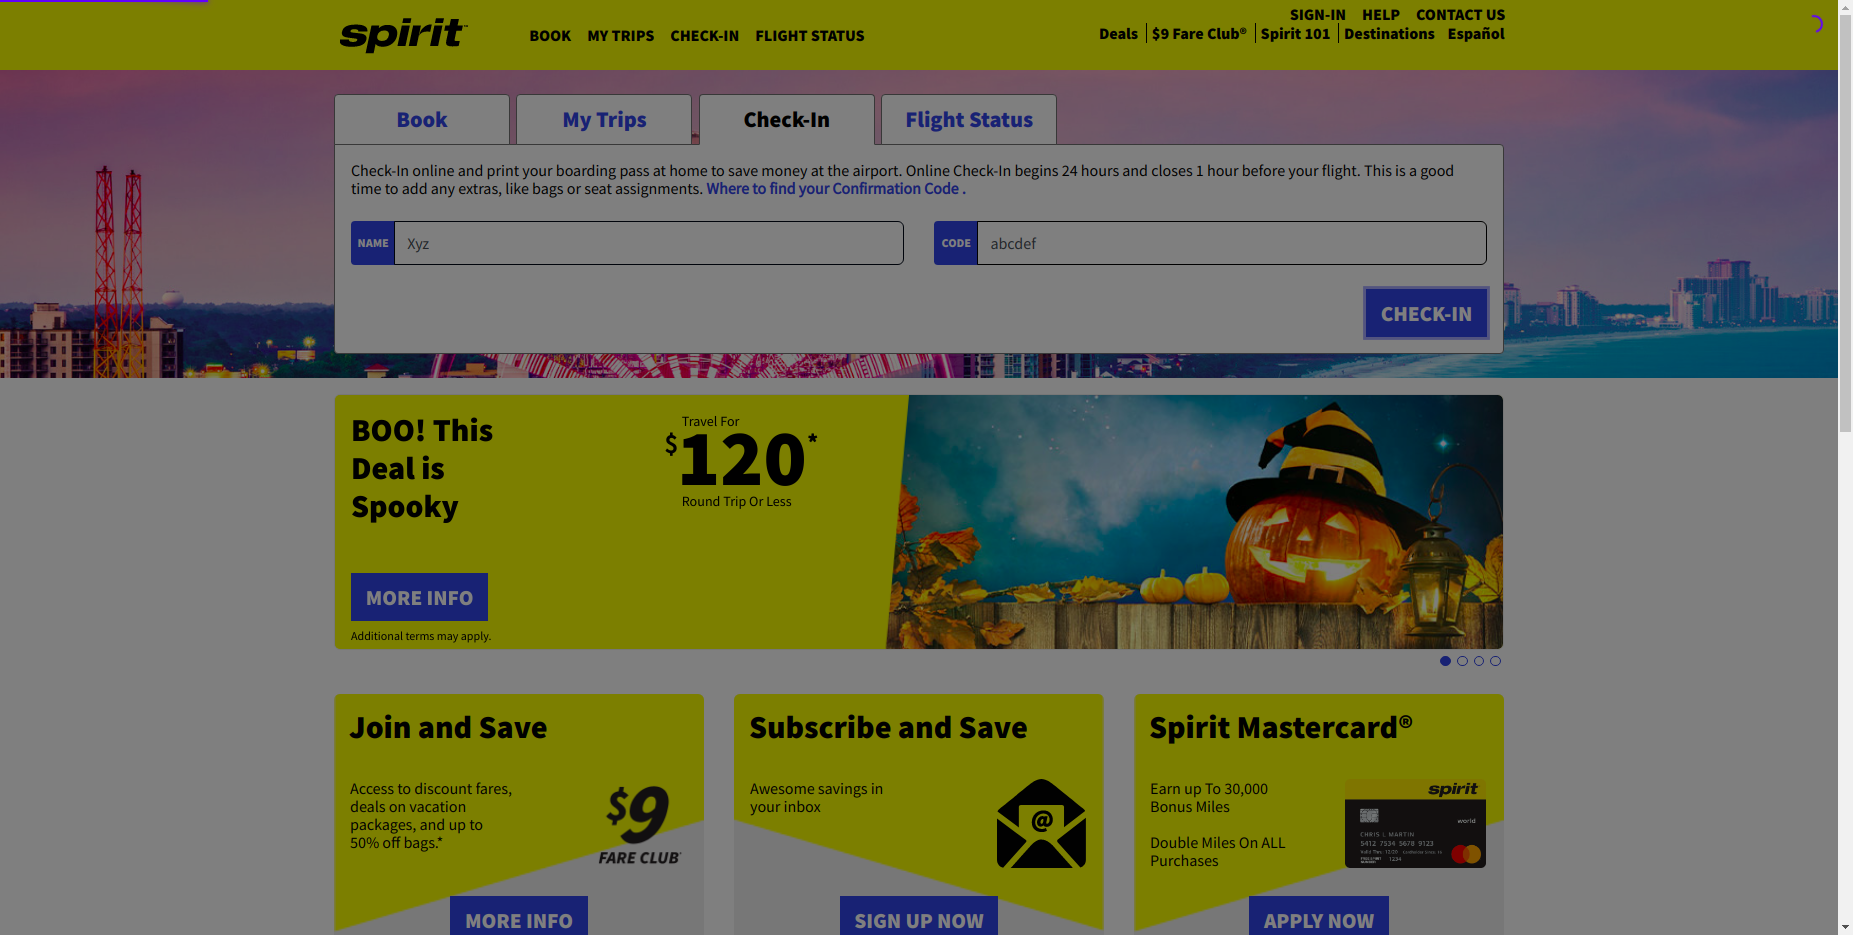 spirit
BOOK MY TRIPS CHECK-IN FLIGHT STATUS
SIGN-IN HELP CONTACT US
Deals $9 Fare Club® Spirit 101 Destinations Español
Book
My Trips
Check-In
Flight Status
Check-In online and print your boarding pass at home to save money at the airport. Online Check-In begins 24 hours and closes 1 hour before your flight. This is a good
time to add any extras, like bags or seat assignments. Where to find your Confirmation Code .
NAME Xyz
CODE abcdef
CHECK-IN
BOO! This
Deal is
Spooky
Travel For
$120*
Round Trip Or Less
MORE INFO
Additional terms may apply.
Join and Save
Access to discount fares,
deals on vacation
packages, and up to
50% off bags.*
$9
FARE CLUB
MORE INFO
Subscribe and Save
Awesome savings in
your inbox
@
SIGN UP NOW
Spirit Mastercard®
Earn up To 30,000
Bonus Miles
Double Miles On ALL
Purchases
spirit
world
CHRIS L MARTIN
5412 7534 5678 9123
1234
APPLY NOW